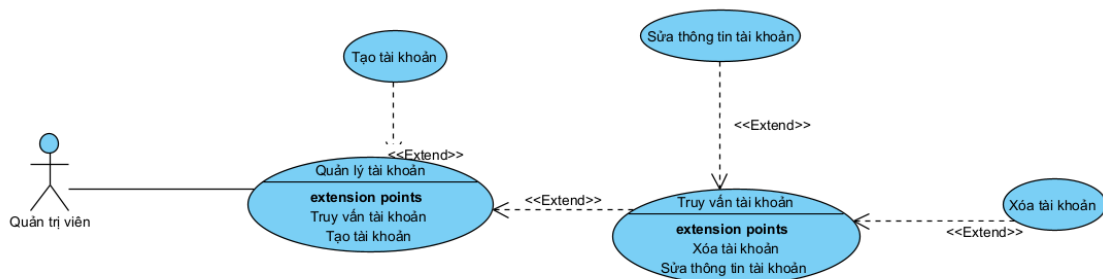 Tạo tài khoản
Sửa thông tin tài khoản
<<Extend>>
<<Extend>>
Quản trị viên
Quản lý tài khoản
extension points
Truy vấn tài khoản
Tạo tài khoản
<<Extend>>
Truy vấn tài khoản
extension points
Xóa tài khoản
Sửa thông tin tài khoản
<<Extend>>
Xóa tài khoản